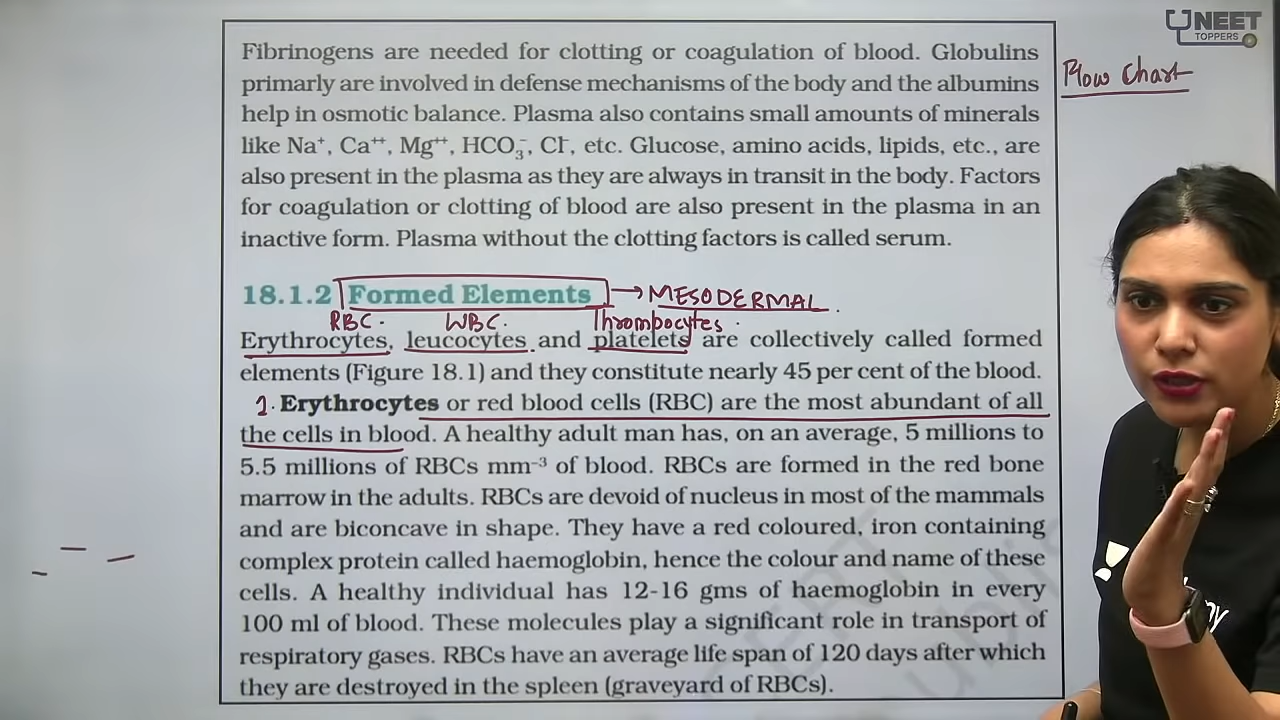 NEET
TOPPERS
Flow Chart
Fibrinogens are needed for clotting or coagulation of blood. Globulins
primarly are involved in defense mechanisms of the body and the albumins
help in osmotic balance. Plasma also contains small amounts of minerals
like Na⁺, Ca⁺⁺, Mg⁺⁺, HCO₃⁻, Cl⁻, etc. Glucose, amino acids, lipids, etc., are
also present in the plasma as they are always in transit in the body. Factors
for coagulation or clotting of blood are also present in the plasma in an
inactive form. Plasma without the clotting factors is called serum.
18.1.2 Formed Elements → MESODERMAL.
RBC. WBC. Thrombocytes.
Erythrocytes, leucocytes and platelets are collectively called formed
elements (Figure 18.1) and they constitute nearly 45 per cent of the blood.
1. Erythrocytes or red blood cells (RBC) are the most abundant of all
the cells in blood. A healthy adult man has, on an average, 5 millions to
5.5 millions of RBCs mm⁻³ of blood. RBCs are formed in the red bone
marrow in the adults. RBCs are devoid of nucleus in most of the mammals
and are biconcave in shape. They have a red coloured, iron containing
complex protein called haemoglobin, hence the colour and name of these
cells. A healthy individual has 12-16 gms of haemoglobin in every
100 ml of blood. These molecules play a significant role in transport of
respiratory gases. RBCs have an average life span of 120 days after which
they are destroyed in the spleen (graveyard of RBCs).